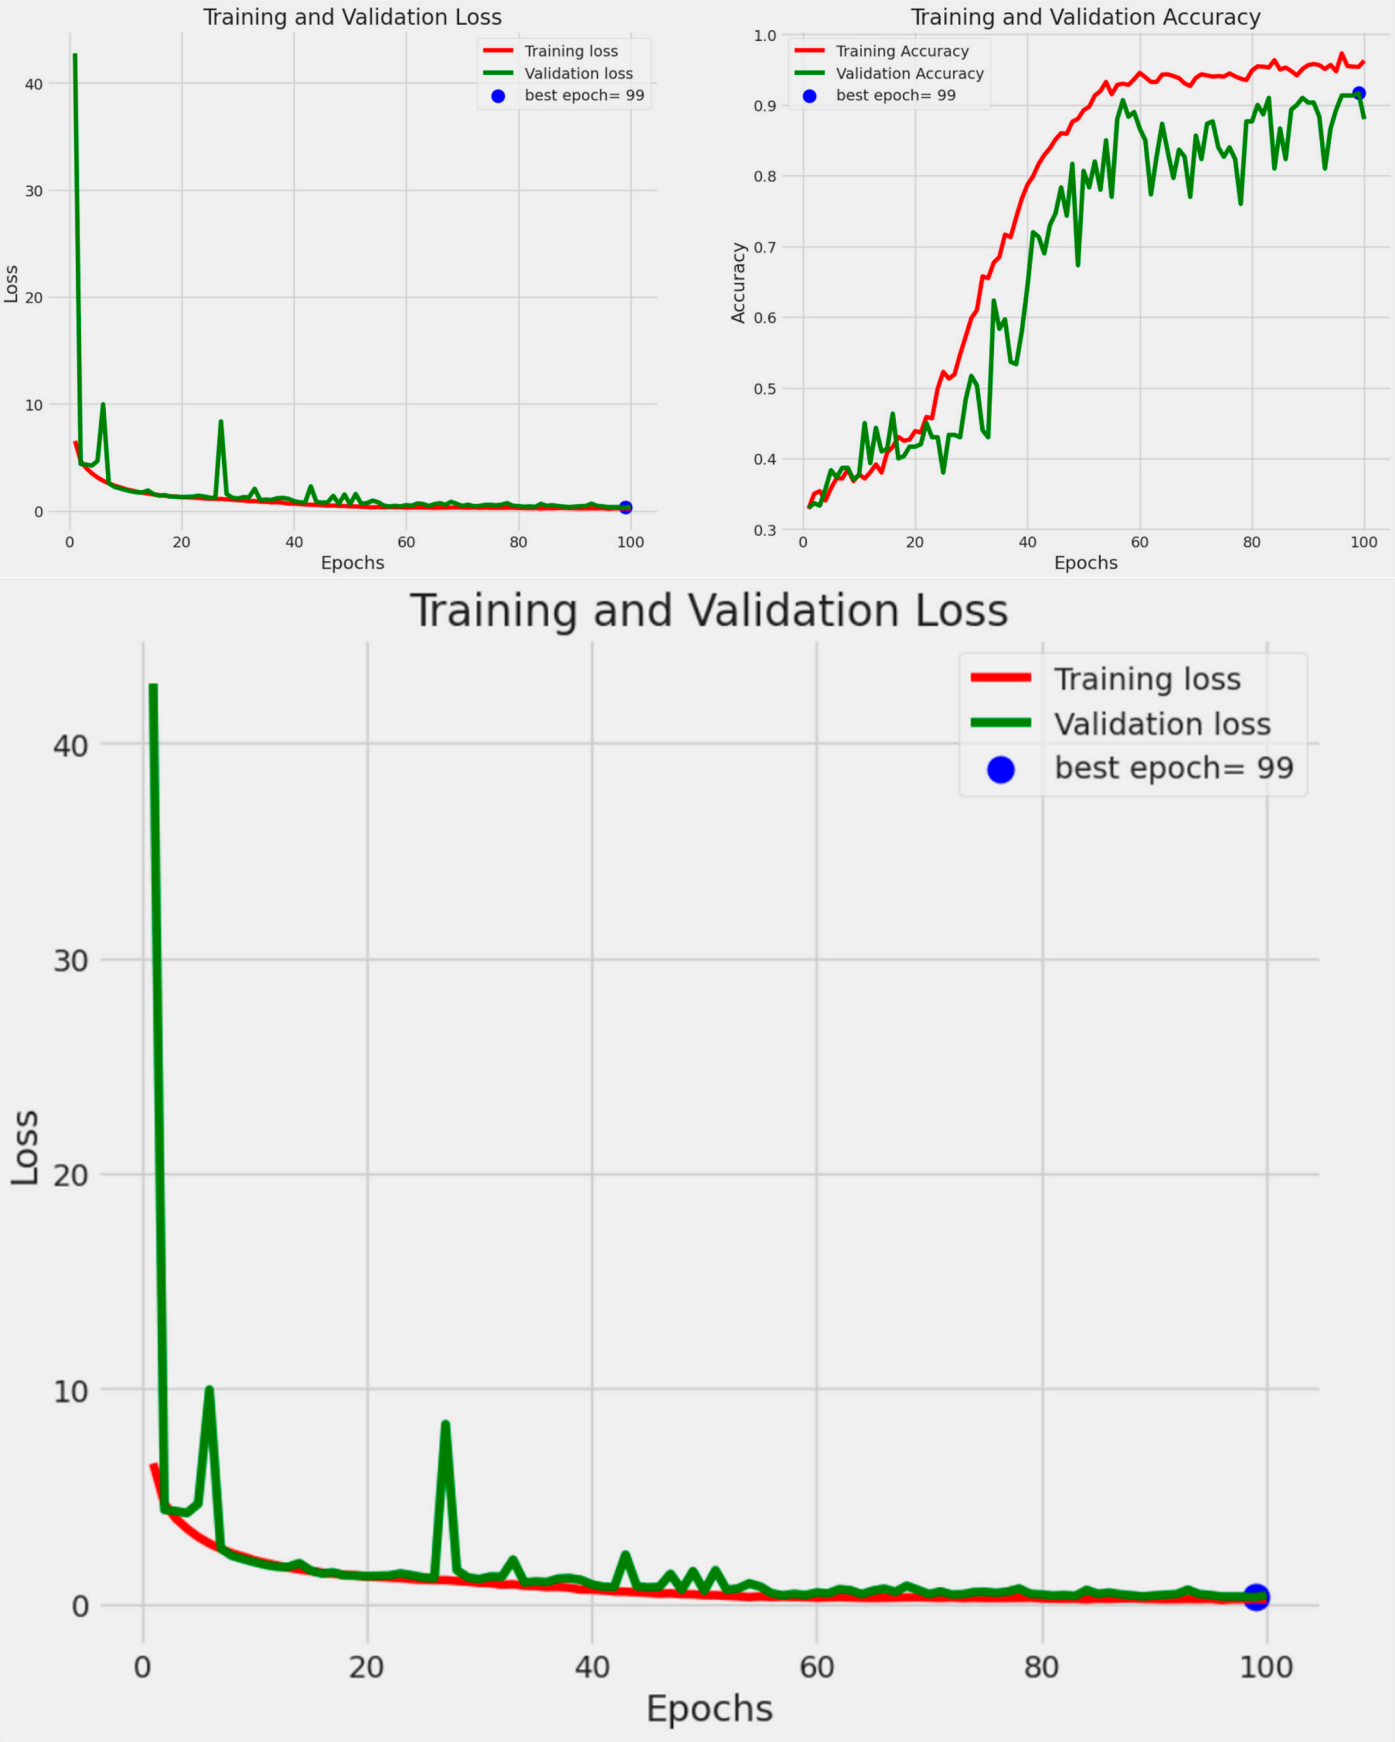 Training and Validation Loss
Training loss
Validation loss
best epoch= 99
40
30
20
10
0
Loss
0 20 40 60 80 100
Epochs
Training and Validation Accuracy
Training Accuracy
Validation Accuracy
best epoch= 99
1.0
0.9
0.8
0.7
0.6
0.5
0.4
0.3
Accuracy
0 20 40 60 80 100
Epochs
Training and Validation Loss
Training loss
Validation loss
best epoch= 99
40
30
20
10
0
Loss
0 20 40 60 80 100
Epochs